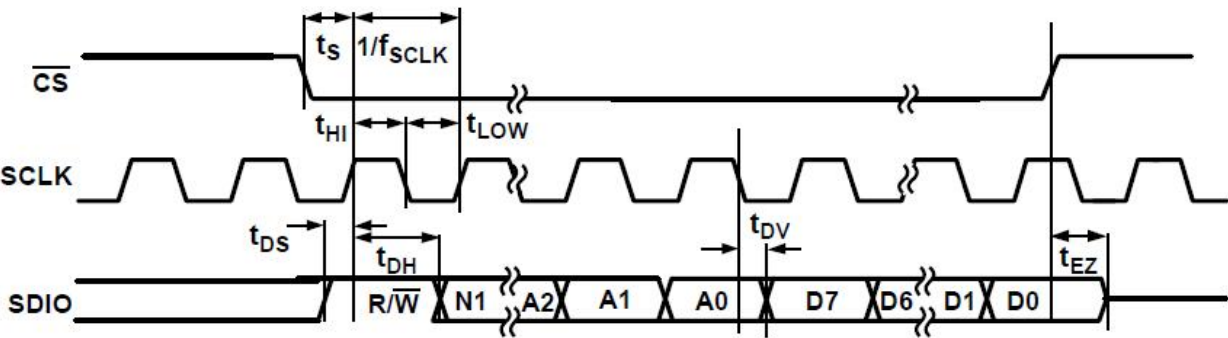 tS 1/fSCLK
CS
tHI tLOW
SCLK
tDS tDH tDV tEZ
SDIO R/W N1 A2 A1 A0 D7 D6 D1 D0